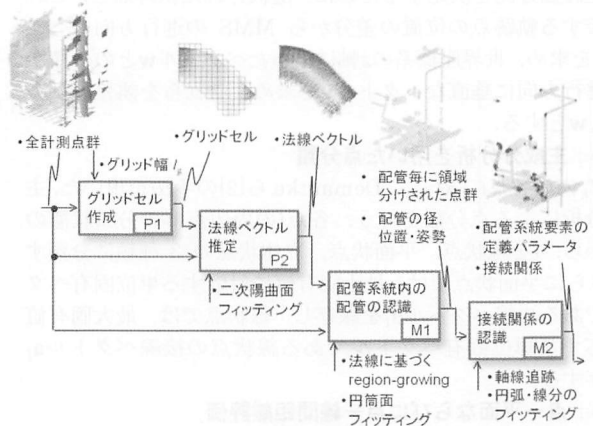 ・全計測点群
・グリッド幅 lg
・グリッドセル
・法線ベクトル
・配管毎に領域
分けされた点群
・配管の径,
位置・姿勢
・配管系統要素の
定義パラメータ
・接続関係
グリッドセル
作成
P1
法線ベクトル
推定
P2
・二次陽曲面
フィッティング
配管系統内の
配管の認識
M1
・法線に基づく
region-growing
・円筒面
フィッティング
接続関係の
認識
M2
・軸線追跡
・円弧・線分の
フィッティング